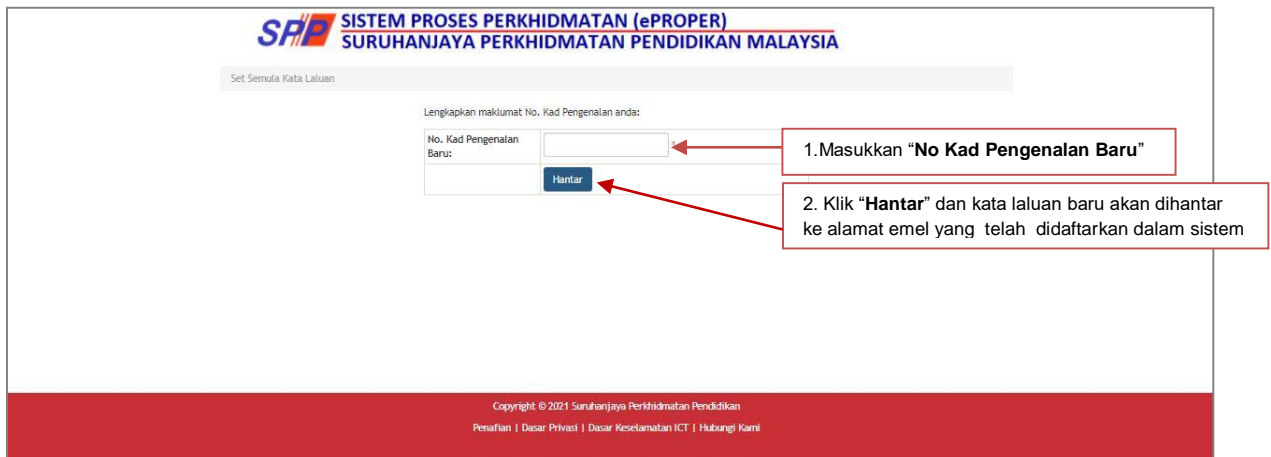 SPP SISTEM PROSES PERKHIDMATAN (ePROPER)
SURUHANJAYA PERKHIDMATAN PENDIDIKAN MALAYSIA
Set Semula Kata Laluan
Lengkapkan maklumat No. Kad Pengenalan anda:
No. Kad Pengenalan
Baru:
*
1.Masukkan “No Kad Pengenalan Baru”
Hantar
2. Klik “Hantar” dan kata laluan baru akan dihantar
ke alamat emel yang telah didaftarkan dalam sistem
Copyright © 2021 Suruhanjaya Perkhidmatan Pendidikan
Penafian | Dasar Privasi | Dasar Keselamatan ICT | Hubungi Kami